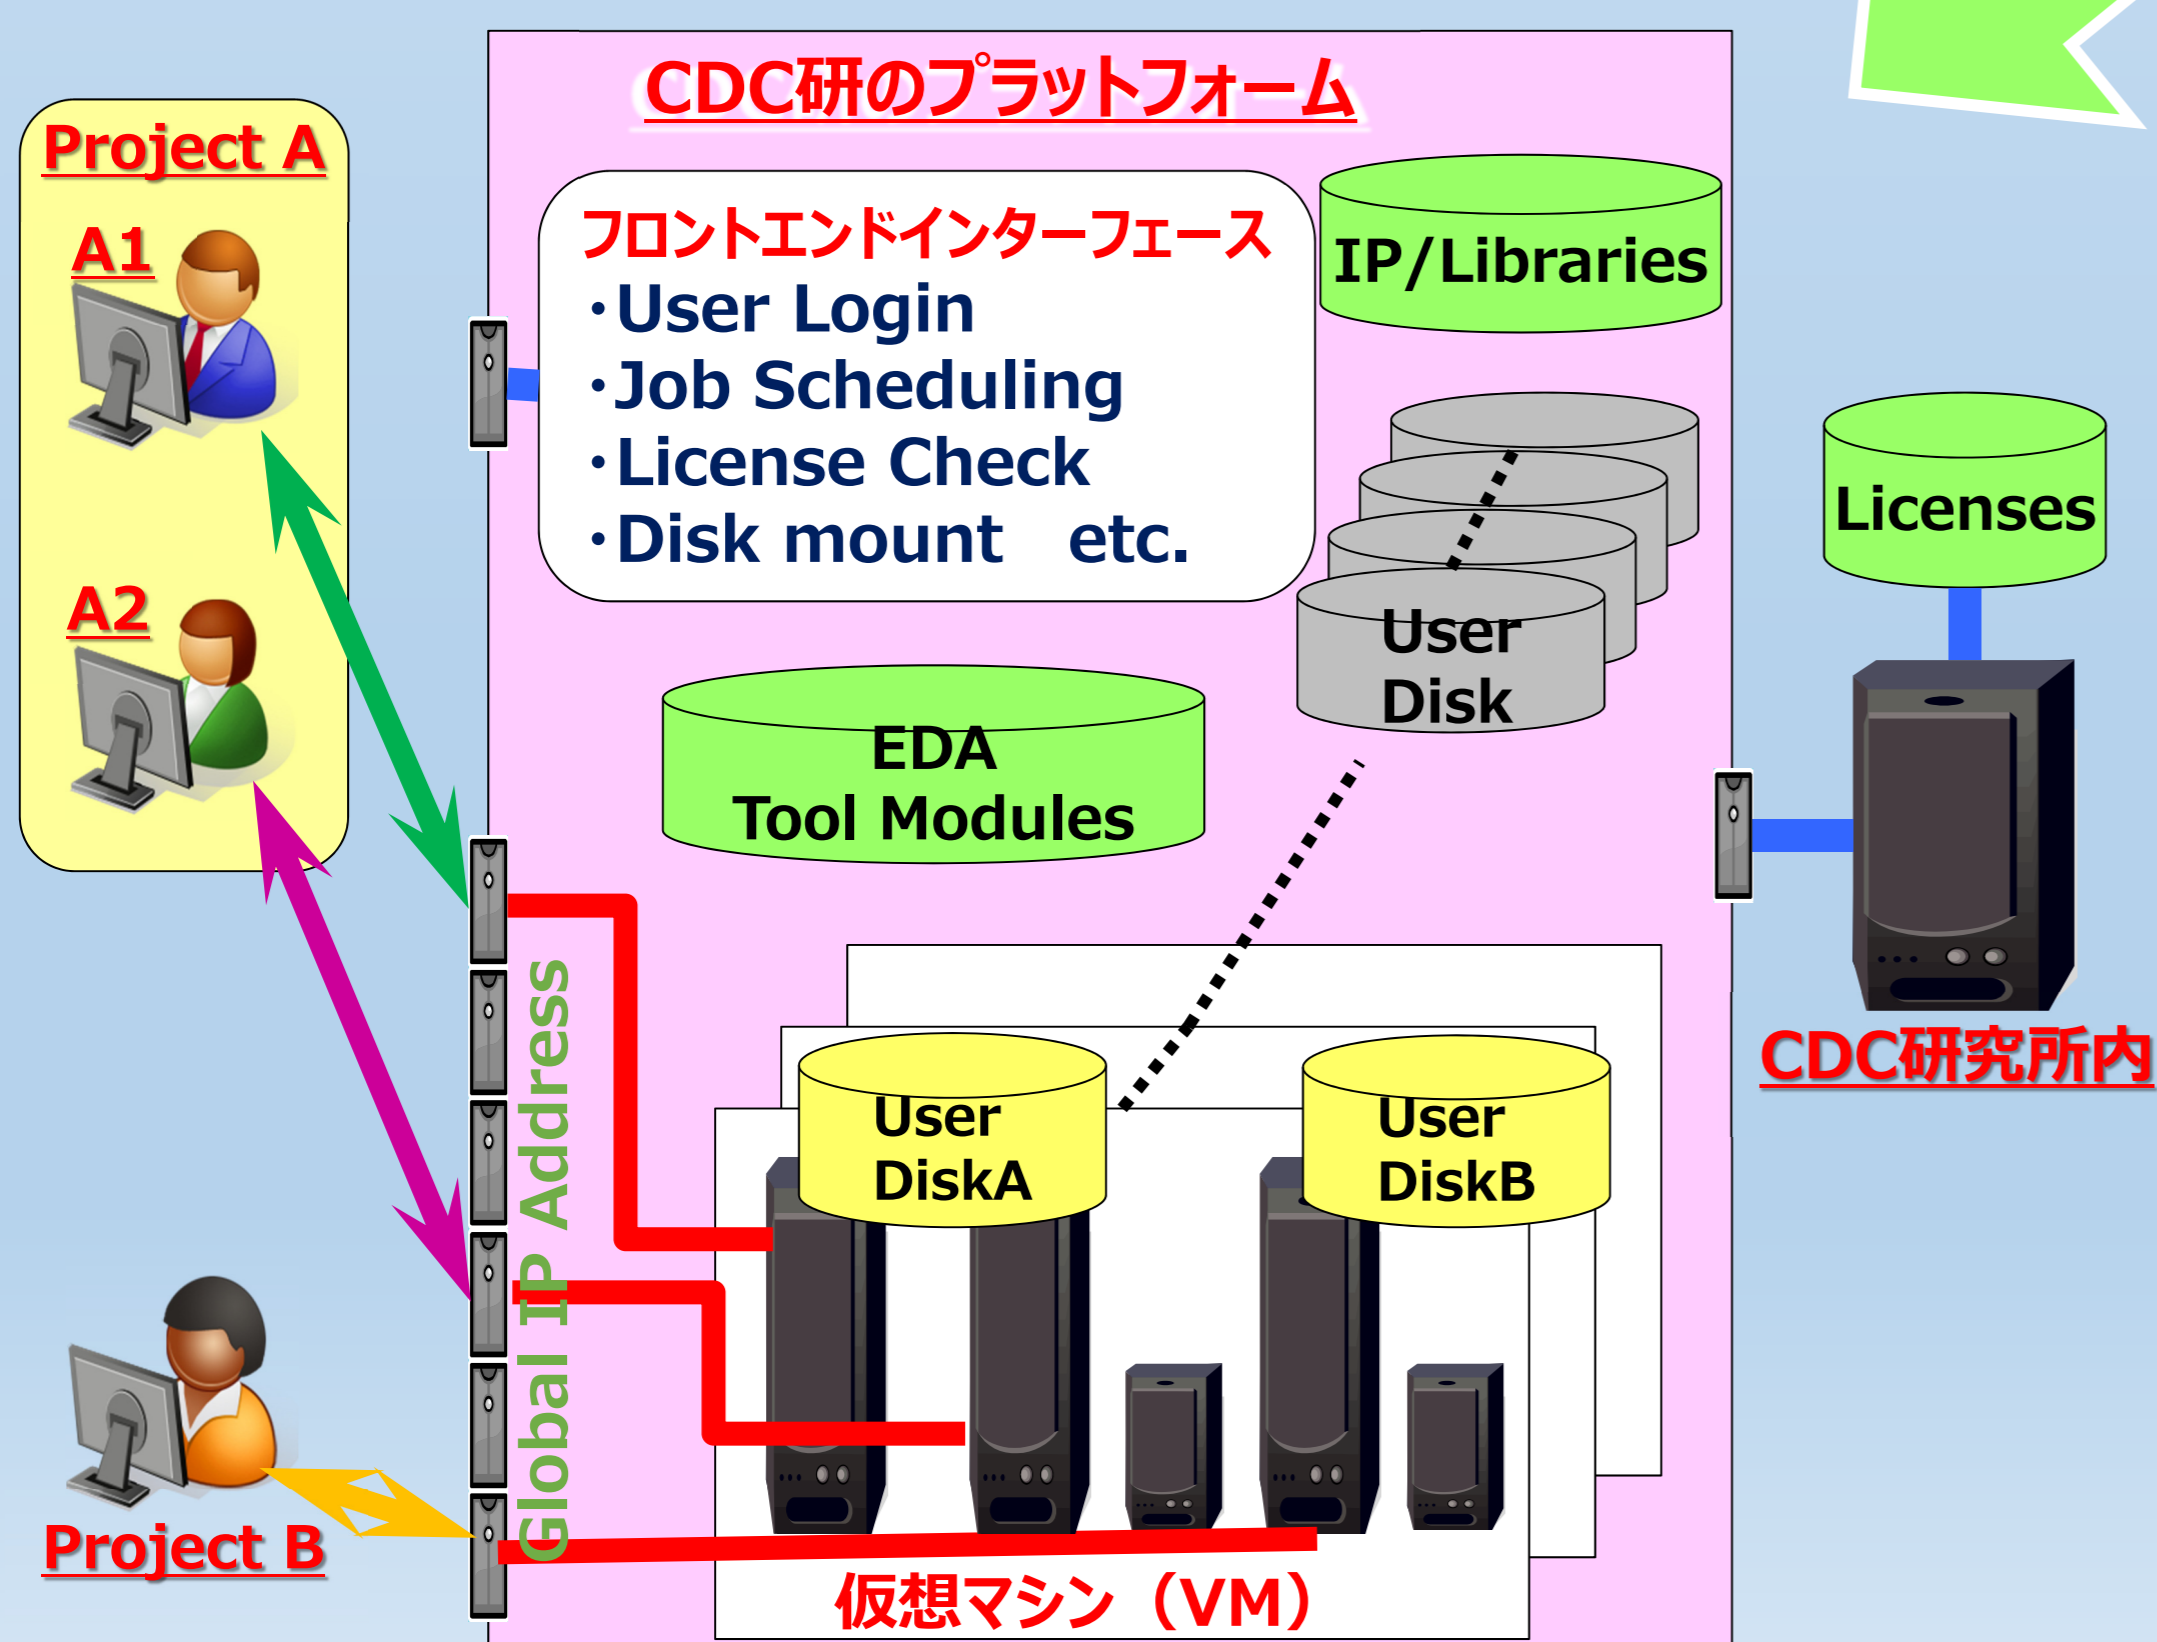 CDC研のプラットフォーム
Project A
A1
A2
フロントエンドインターフェース
・User Login
・Job Scheduling
・License Check
・Disk mount　etc.
IP/Libraries
User
Disk
Licenses
EDA
Tool Modules
CDC研究所内
Global IP Address
User
DiskA
User
DiskB
Project B
仮想マシン（VM）